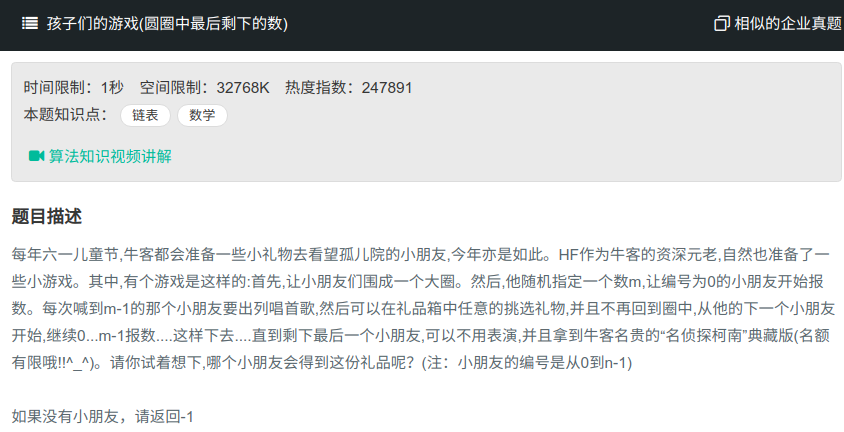 孩子们的游戏(圆圈中最后剩下的数) 相似的企业真题
时间限制：1秒 空间限制：32768K 热度指数：247891
本题知识点： 链表 数学
算法知识视频讲解
题目描述
每年六一儿童节,牛客都会准备一些小礼物去看望孤儿院的小朋友,今年亦是如此。HF作为牛客的资深元老,自然也准备了一
些小游戏。其中,有个游戏是这样的:首先,让小朋友们围成一个大圈。然后,他随机指定一个数m,让编号为0的小朋友开始报
数。每次喊到m-1的那个小朋友要出列唱首歌,然后可以在礼品箱中任意的挑选礼物,并且不再回到圈中,从他的下一个小朋友
开始,继续0...m-1报数....这样下去....直到剩下最后一个小朋友,可以不用表演,并且拿到牛客名贵的“名侦探柯南”典藏版(名额
有限哦!!^_^)。请你试着想下,哪个小朋友会得到这份礼品呢？(注：小朋友的编号是从0到n-1)
如果没有小朋友，请返回-1